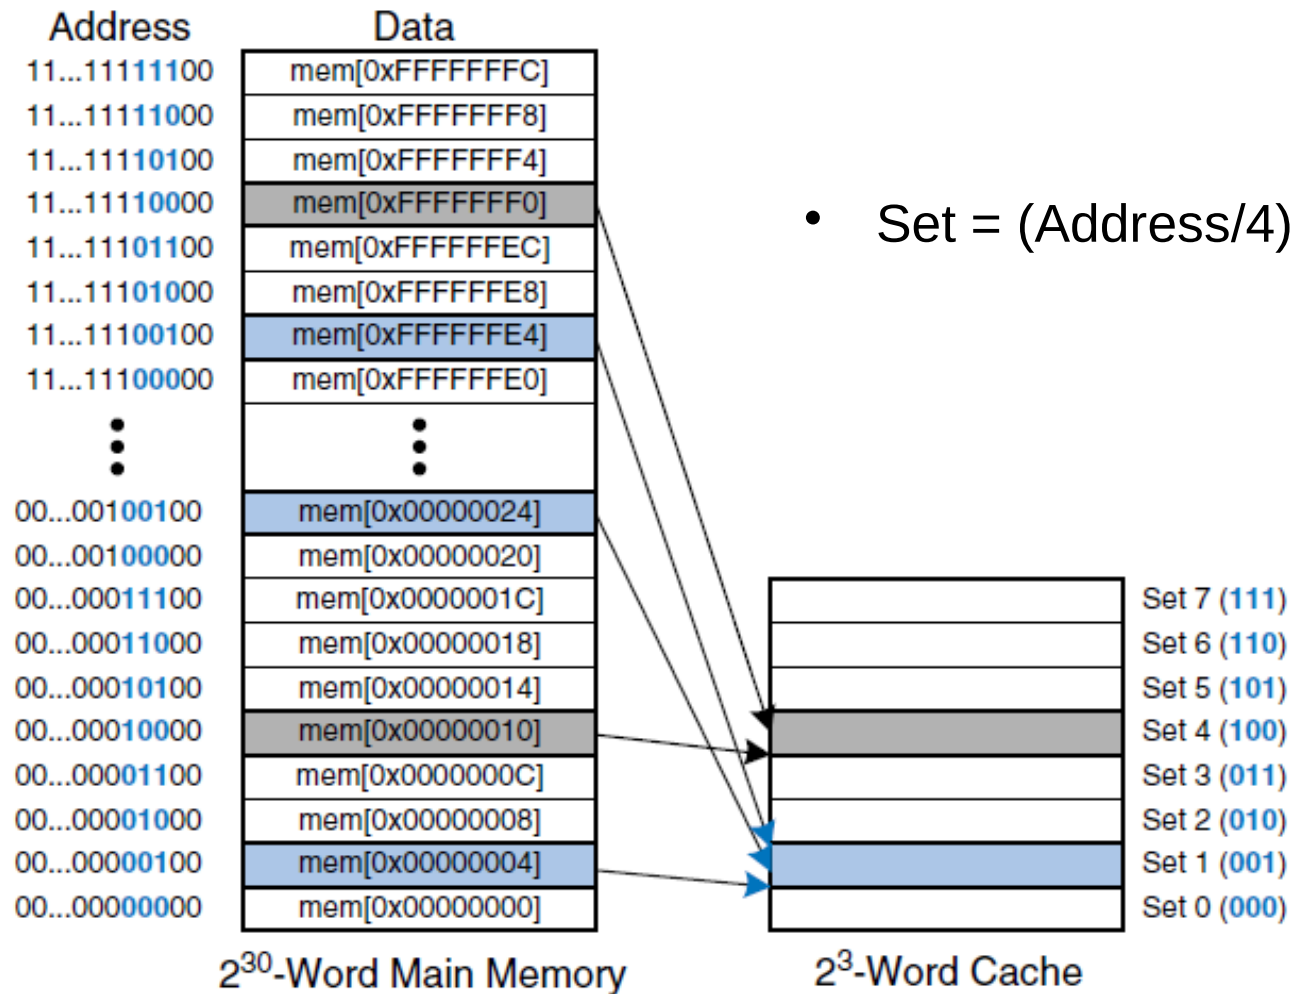 Address Data
11...11111100 mem[0xFFFFFFFC]
11...11111000 mem[0xFFFFFFF8]
11...11110100 mem[0xFFFFFFF4]
11...11110000 mem[0xFFFFFFF0]
11...11101100 mem[0xFFFFFFEC]
11...11101000 mem[0xFFFFFFE8]
11...11100100 mem[0xFFFFFFE4]
11...11100000 mem[0xFFFFFFE0]
00...00100100 mem[0x00000024]
00...00100000 mem[0x00000020]
00...00011100 mem[0x0000001C]
00...00011000 mem[0x00000018]
00...00010100 mem[0x00000014]
00...00010000 mem[0x00000010]
00...00001100 mem[0x0000000C]
00...00001000 mem[0x00000008]
00...00000100 mem[0x00000004]
00...00000000 mem[0x00000000]
2³⁰-Word Main Memory
• Set = (Address/4)
Set 7 (111)
Set 6 (110)
Set 5 (101)
Set 4 (100)
Set 3 (011)
Set 2 (010)
Set 1 (001)
Set 0 (000)
2³-Word Cache